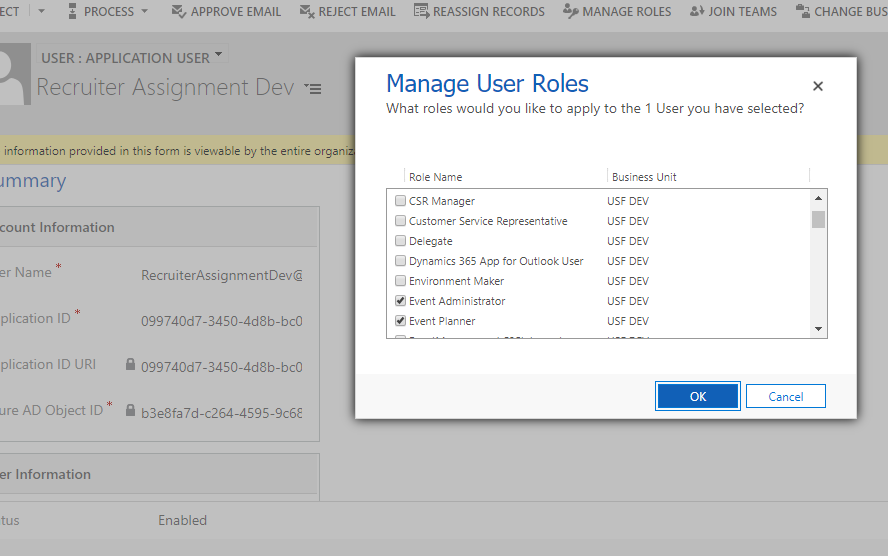 ECT PROCESS APPROVE EMAIL REJECT EMAIL REASSIGN RECORDS MANAGE ROLES JOIN TEAMS CHANGE BUS
USER : APPLICATION USER
Recruiter Assignment Dev
information provided in this form is viewable by the entire organiza
ummary
count Information
er Name * RecruiterAssignmentDev@
plication ID * 099740d7-3450-4d8b-bc0
plication ID URI 099740d7-3450-4d8b-bc0
ure AD Object ID * b3e8fa7d-c264-4595-9c68
er Information
tus Enabled
Manage User Roles
What roles would you like to apply to the 1 User you have selected?
Role Name Business Unit
CSR Manager USF DEV
Customer Service Representative USF DEV
Delegate USF DEV
Dynamics 365 App for Outlook User USF DEV
Environment Maker USF DEV
Event Administrator USF DEV
Event Planner USF DEV
OK Cancel